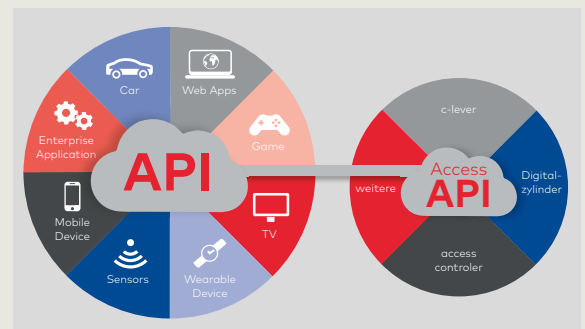 Car
Web Apps
Enterprise
Application
Game
API
Mobile
Device
TV
Sensors
Wearable
Device
c-lever
weitere
Access
API
Digital-
zylinder
access
controler